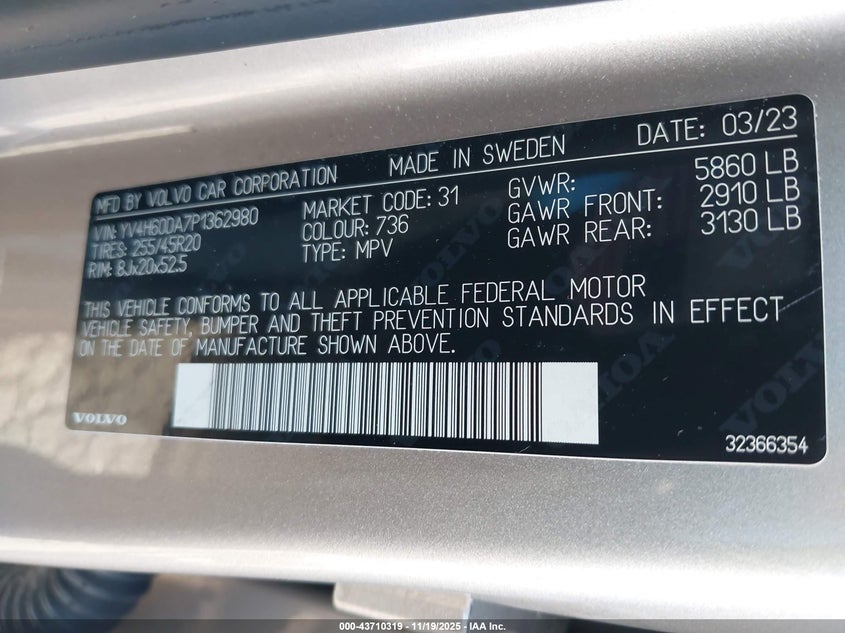 MFD BY VOLVO CAR CORPORATION MADE IN SWEDEN DATE: 03/23
VIN: YV4H60DA7P1362980 MARKET CODE: 31 GVWR: 5860 LB
TIRES: 255/45R20 COLOUR: 736 GAWR FRONT: 2910 LB
RIM: 8Jx20x52.5 TYPE: MPV GAWR REAR: 3130 LB
THIS VEHICLE CONFORMS TO ALL APPLICABLE FEDERAL MOTOR
VEHICLE SAFETY, BUMPER AND THEFT PREVENTION STANDARDS IN EFFECT
ON THE DATE OF MANUFACTURE SHOWN ABOVE.
VOLVO
32366354
000-43710319 | 11/19/2025 - IAA Inc.